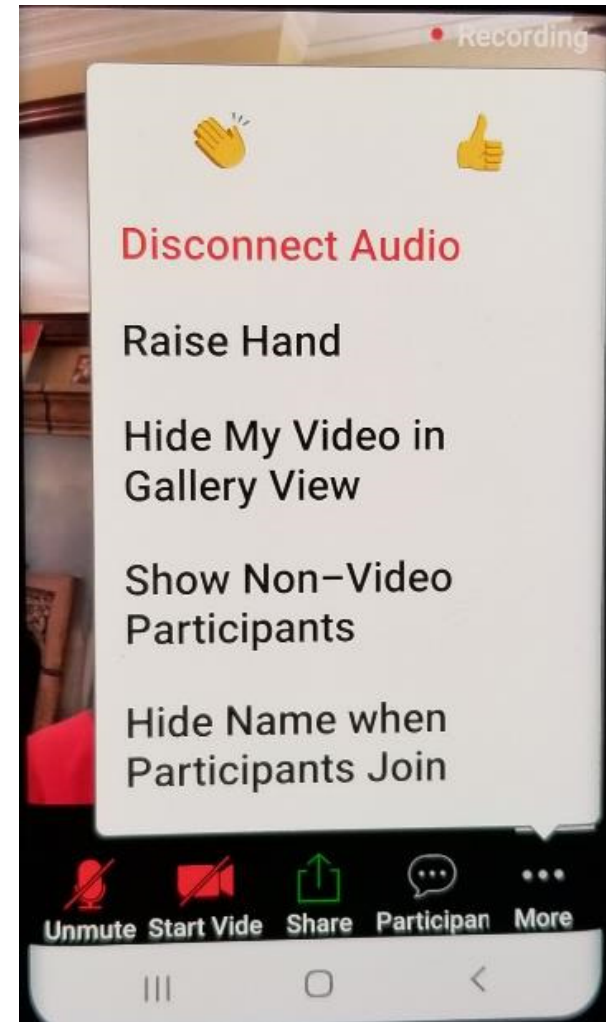 Recording
Disconnect Audio
Raise Hand
Hide My Video in
Gallery View
Show Non-Video
Participants
Hide Name when
Participants Join
Unmute Start Vide Share Participan More